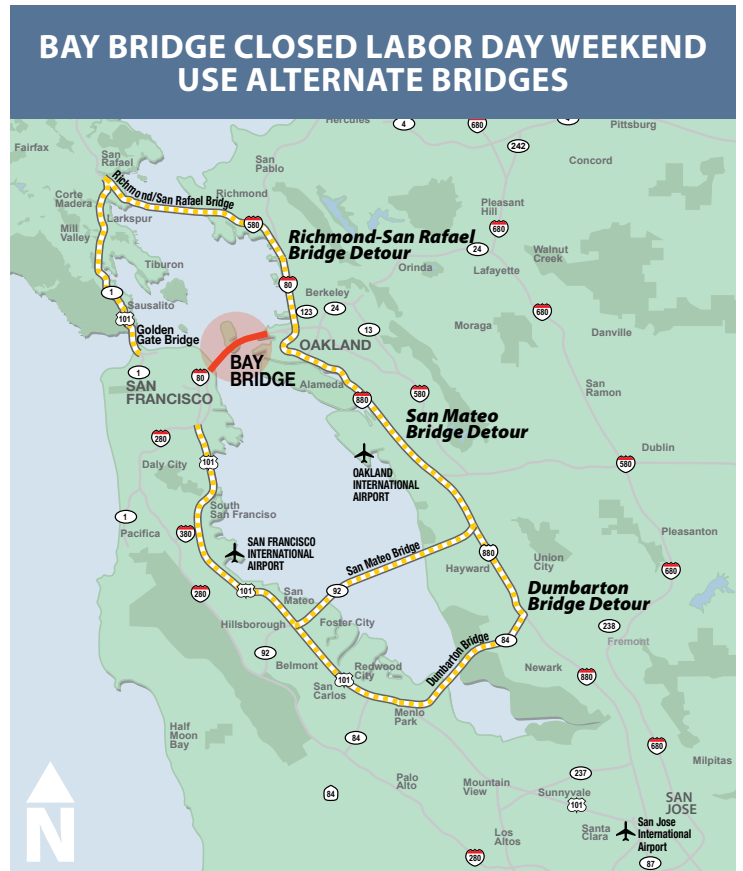 BAY BRIDGE CLOSED LABOR DAY WEEKEND
USE ALTERNATE BRIDGES
Hercules
4
680
4
Pittsburg
Fairfax
San
Rafael
San
Pablo
242
Concord
Richmond/San Rafael Bridge
Corte
Madera
Larkspur
Mill
Valley
Richmond
580
Pleasant
Hill
680
Richmond-San Rafael
Bridge Detour
24
Walnut
Creek
Orinda
Lafayette
Tiburon
80
1
Berkeley
Sausalito
101
123
24
680
Golden
Gate Bridge
13
Moraga
Danville
OAKLAND
BAY
BRIDGE
1
80
SAN
FRANCISCO
Alameda
880
580
San
Ramon
San Mateo
Bridge Detour
280
Daly City
101
OAKLAND
INTERNATIONAL
AIRPORT
Dublin
580
South
San Franciso
1
Pacifica
380
SAN FRANCISCO
INTERNATIONAL
AIRPORT
Pleasanton
880
San Mateo Bridge
Hayward
Union
City
680
280
101
San
Mateo
92
Dumbarton
Bridge Detour
Hillsborough
Foster City
238
Fremont
84
92
Belmont
Dumbarton Bridge
Redwood
City
Newark
880
San
Carlos
101
Menlo
Park
Half
Moon
Bay
84
680
Milpitas
Palo
Alto
Mountain
View
237
Sunnyvale
101
84
SAN
JOSE
San Jose
International
Airport
Santa
Clara
Los
Altos
280
87
N